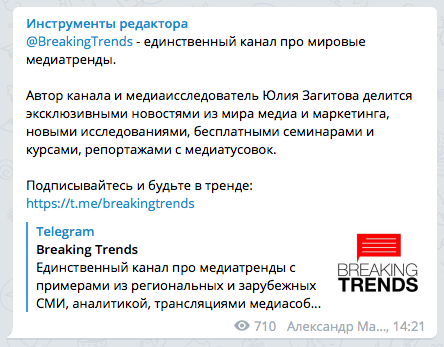 Инструменты редактора
@BreakingTrends - единственный канал про мировые
медиатренды.
Автор канала и медиаисследователь Юлия Загитова делится
эксклюзивными новостями из мира медиа и маркетинга,
новыми исследованиями, бесплатными семинарами и
курсами, репортажами с медиатусовок.
Подписывайтесь и будьте в тренде:
https://t.me/breakingtrends
Telegram
Breaking Trends
Единственный канал про медиатренды с
примерами из региональных и зарубежных
СМИ, аналитикой, трансляциями медиасоб...
BREAKING
TRENDS
710 Александр Ма..., 14:21